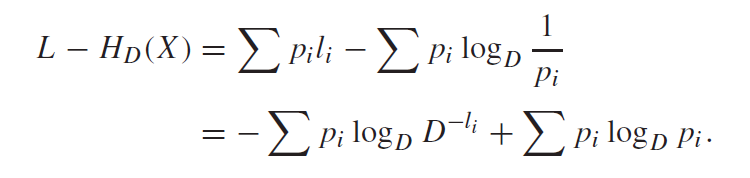 L − H_D(X) = ∑ p_i l_i − ∑ p_i log_D 1/p_i
= − ∑ p_i log_D D^{−l_i} + ∑ p_i log_D p_i.